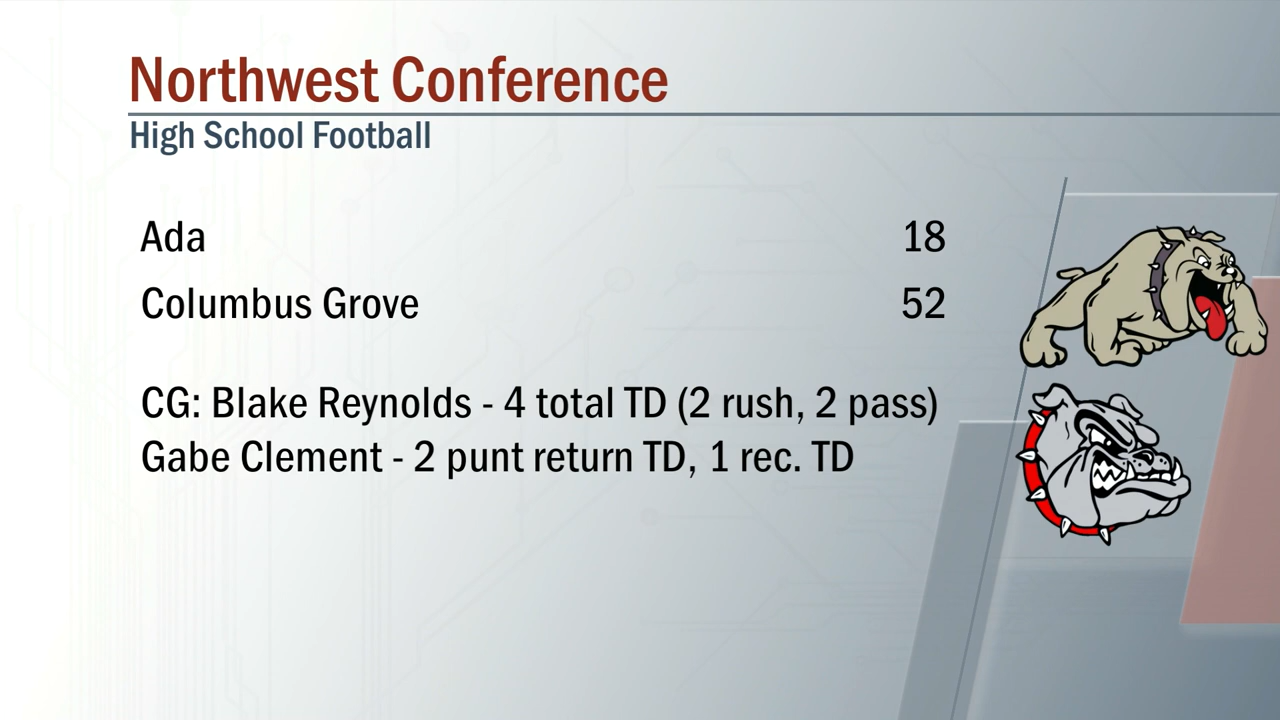 Northwest Conference
High School Football
Ada 18
Columbus Grove 52
CG: Blake Reynolds - 4 total TD (2 rush, 2 pass)
Gabe Clement - 2 punt return TD, 1 rec. TD